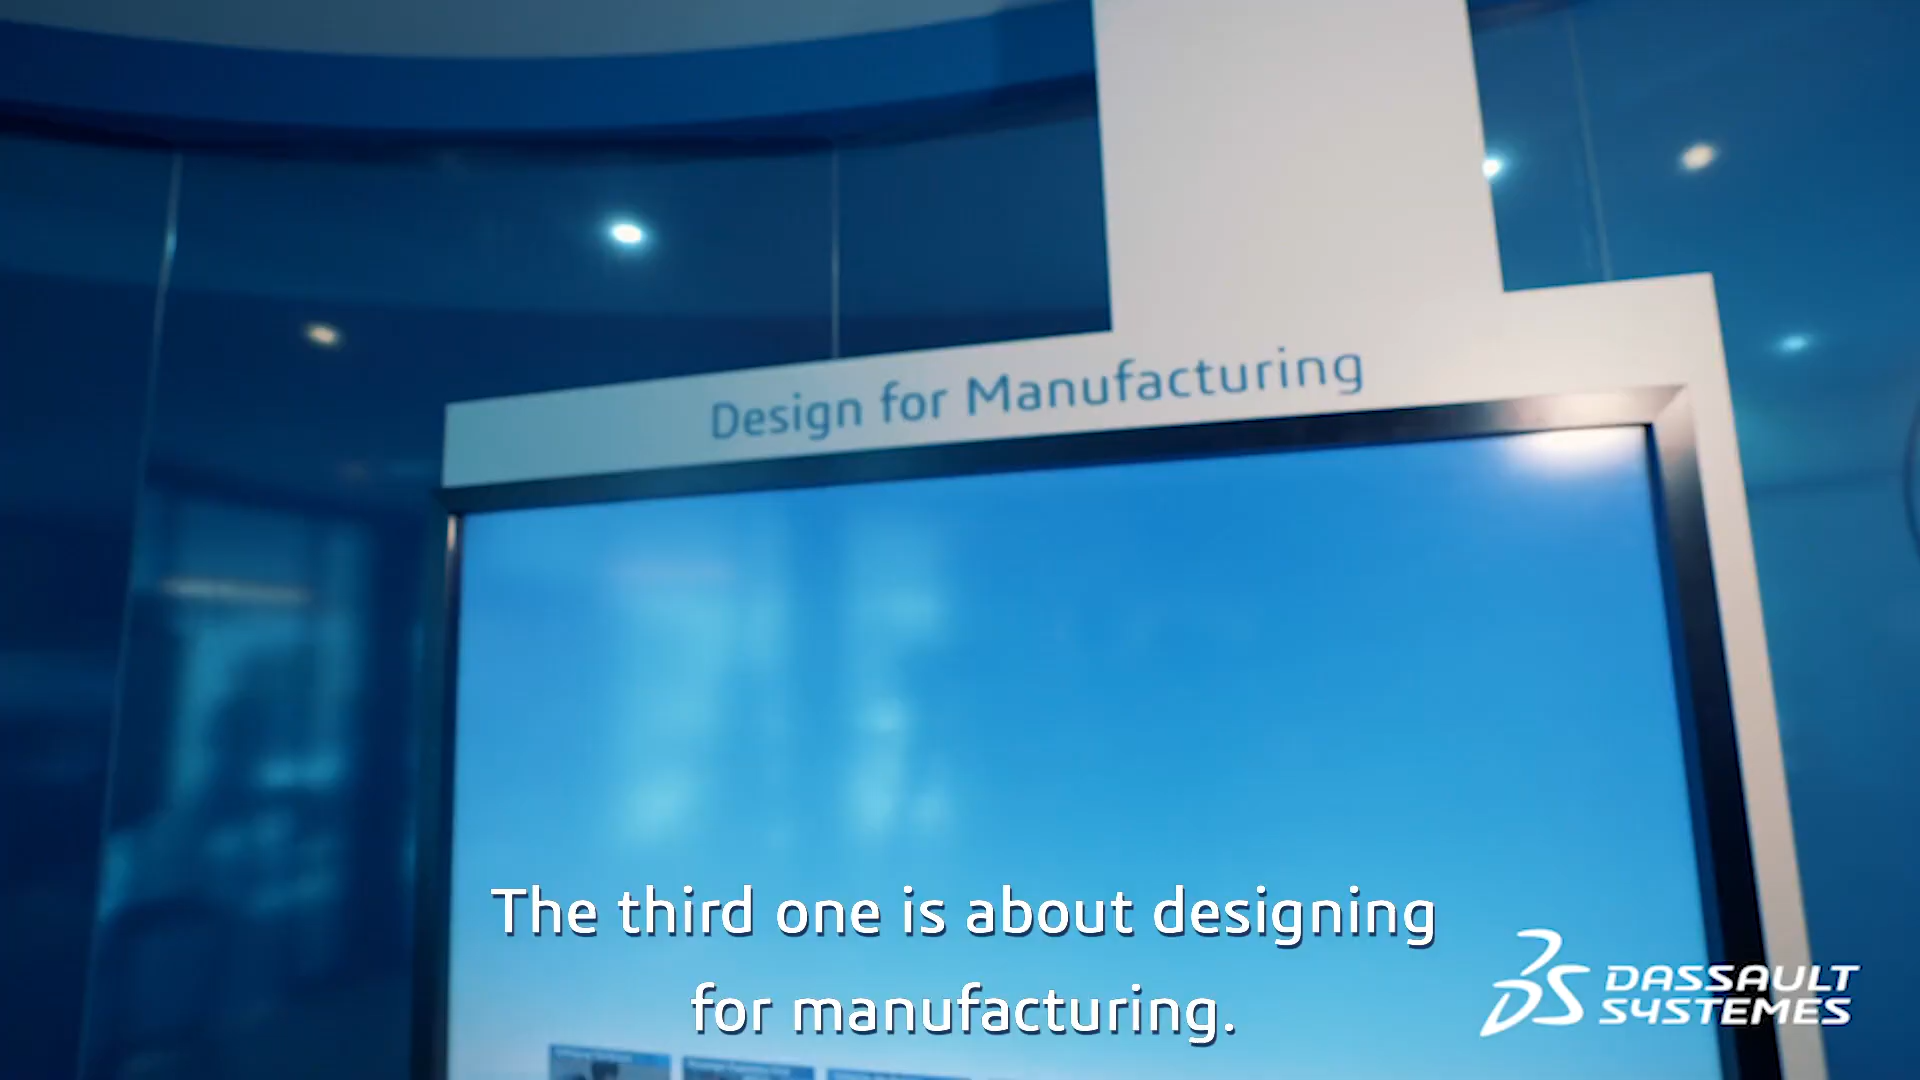 Design for Manufacturing
The third one is about designing
for manufacturing.
DASSAULT
SYSTEMES